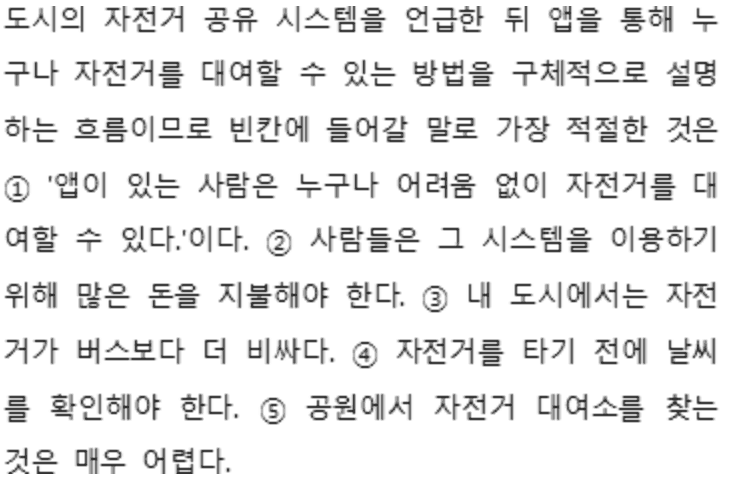 도시의 자전거 공유 시스템을 언급한 뒤 앱을 통해 누
구나 자전거를 대여할 수 있는 방법을 구체적으로 설명
하는 흐름이므로 빈칸에 들어갈 말로 가장 적절한 것은
① '앱이 있는 사람은 누구나 어려움 없이 자전거를 대
여할 수 있다.'이다. ② 사람들은 그 시스템을 이용하기
위해 많은 돈을 지불해야 한다. ③ 내 도시에서는 자전
거가 버스보다 더 비싸다. ④ 자전거를 타기 전에 날씨
를 확인해야 한다. ⑤ 공원에서 자전거 대여소를 찾는
것은 매우 어렵다.